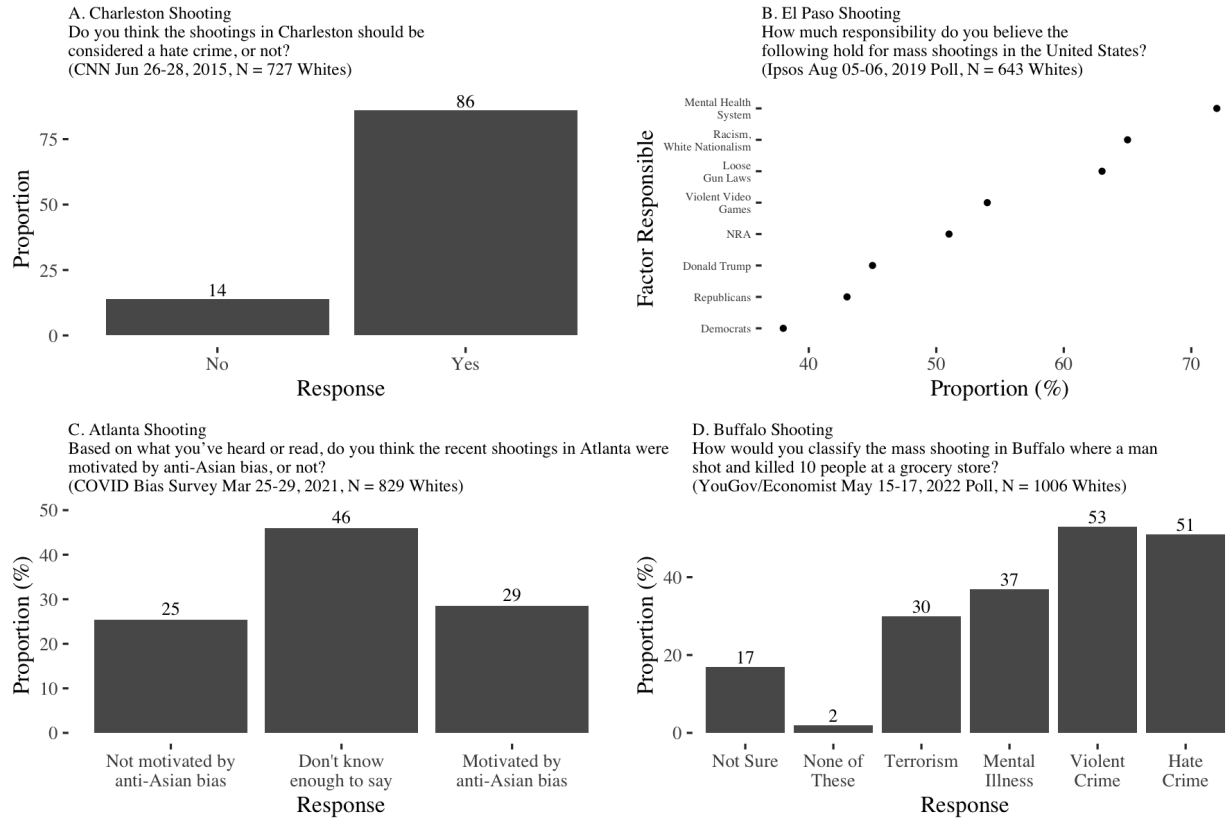 A. Charleston Shooting
Do you think the shootings in Charleston should be
considered a hate crime, or not?
(CNN Jun 26-28, 2015, N = 727 Whites)
Proportion
75
50
25
0
14
86
No
Yes
Response
B. El Paso Shooting
How much responsibility do you believe the
following hold for mass shootings in the United States?
(Ipsos Aug 05-06, 2019 Poll, N = 643 Whites)
Factor Responsible
Mental Health
System
Racism,
White Nationalism
Loose
Gun Laws
Violent Video
Games
NRA
Donald Trump
Republicans
Democrats
40
50
60
70
Proportion (%)
C. Atlanta Shooting
Based on what you've heard or read, do you think the recent shootings in Atlanta were
motivated by anti-Asian bias, or not?
(COVID Bias Survey Mar 25-29, 2021, N = 829 Whites)
Proportion (%)
50
40
30
20
10
0
25
46
29
Not motivated by
anti-Asian bias
Don't know
enough to say
Motivated by
anti-Asian bias
Response
D. Buffalo Shooting
How would you classify the mass shooting in Buffalo where a man
shot and killed 10 people at a grocery store?
(YouGov/Economist May 15-17, 2022 Poll, N = 1006 Whites)
Proportion (%)
40
20
0
17
2
30
37
53
51
Not Sure
None of
These
Terrorism
Mental
Illness
Violent
Crime
Hate
Crime
Response